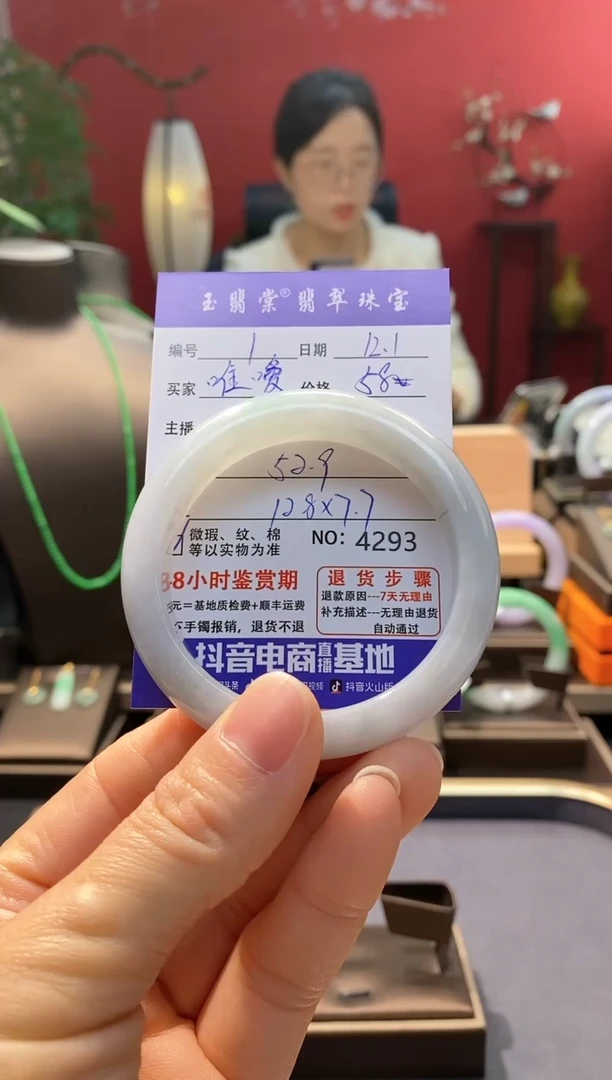 玉翡棠®翡翠珠宝
编号 1 日期 12.1
买家 唯嗳 价格 58
主播
52.9
12.8×7.7
微瑕、纹、棉
等以实物为准
NO: 4293
8小时鉴赏期
元=基地质检费+顺丰运费
手镯报销，退货不退
退货步骤
退款原因---7天无理由
补充描述---无理由退货
自动通过
抖音电商直播基地
抖音火山版